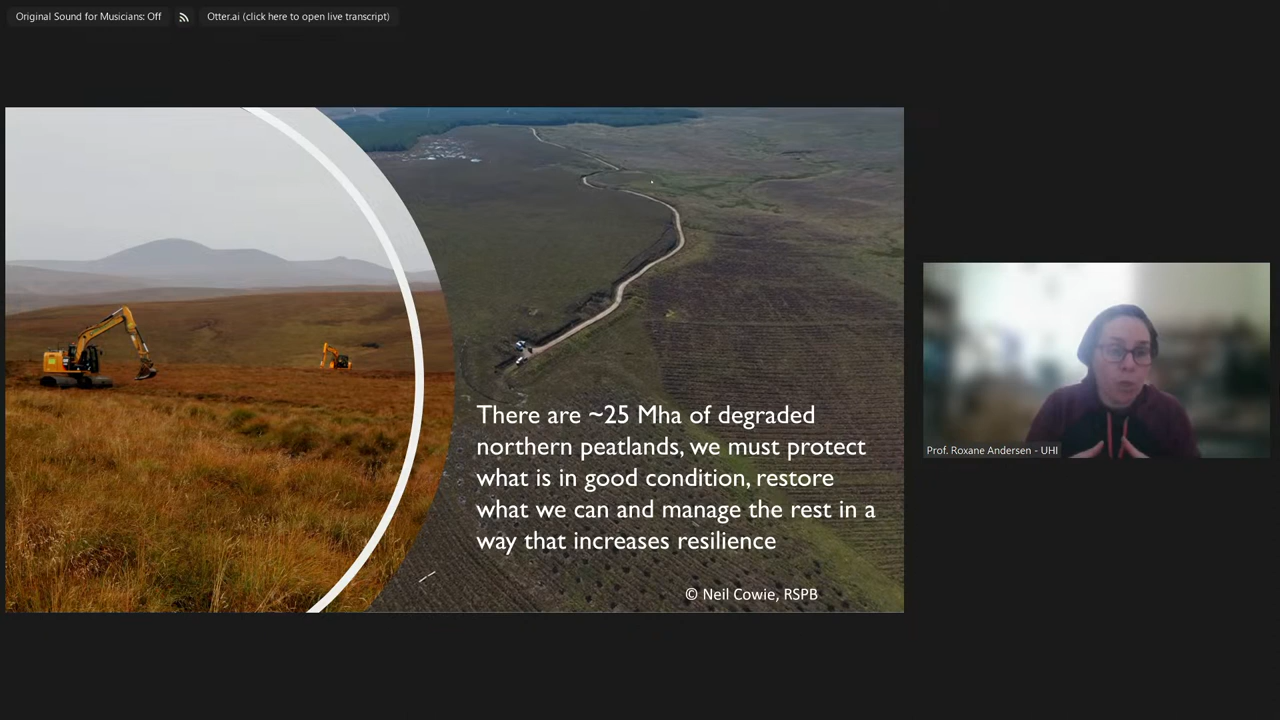 Original Sound for Musicians: Off
Otter.ai (click here to open live transcript)
There are ~25 Mha of degraded
northern peatlands, we must protect
what is in good condition, restore
what we can and manage the rest in a
way that increases resilience
© Neil Cowie, RSPB
Prof. Roxane Andersen - UHI